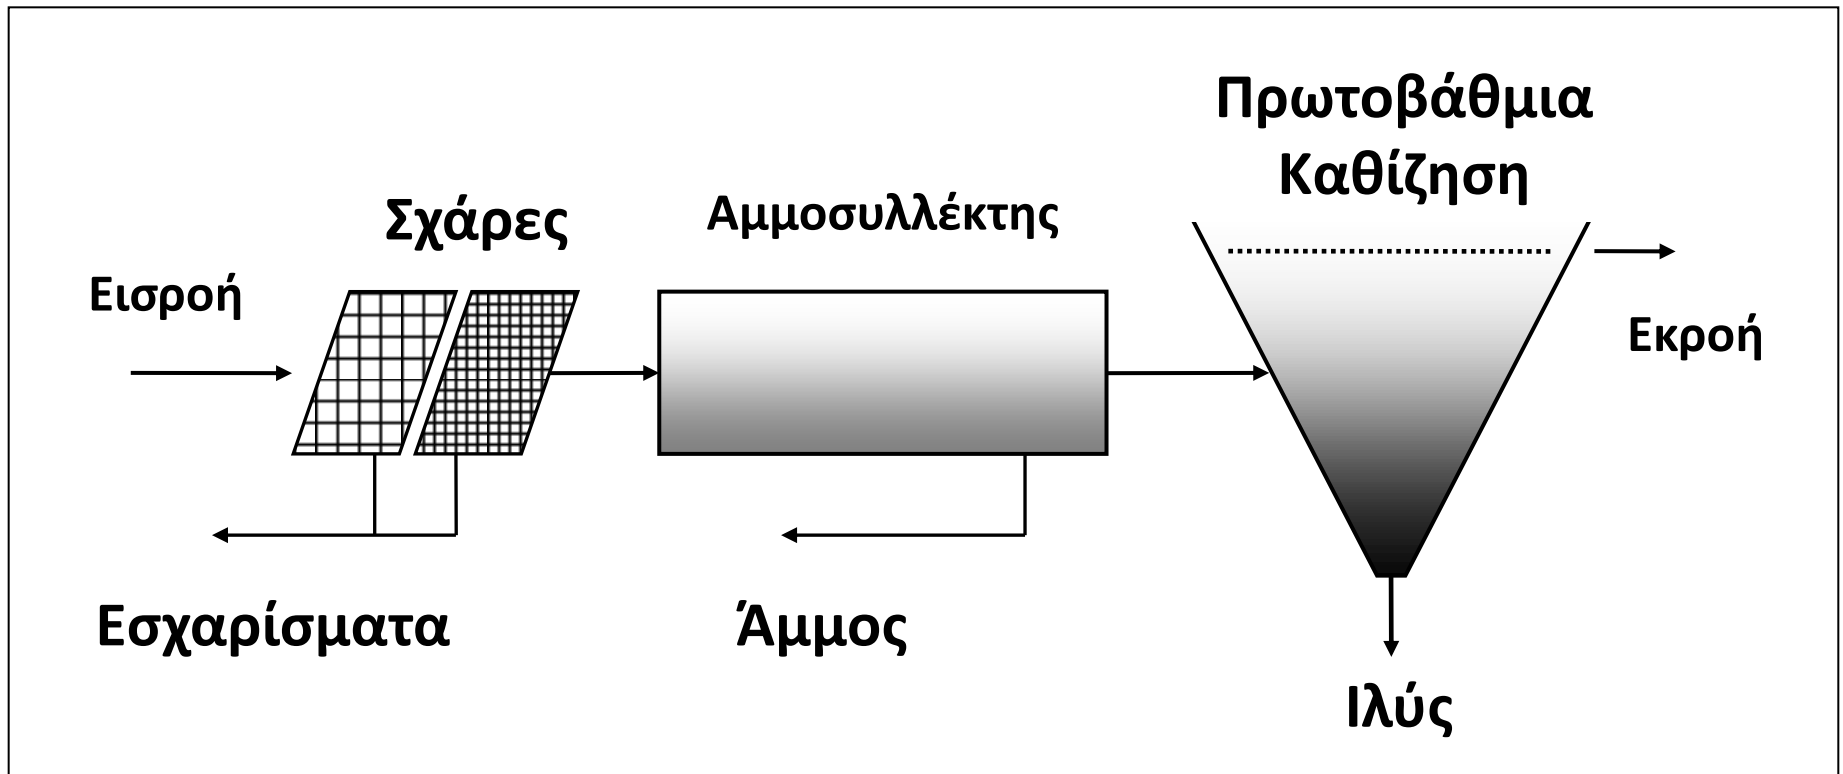 Πρωτοβάθμια
Καθίζηση
Σχάρες
Αμμοσυλλέκτης
Εισροή
Εκροή
Εσχαρίσματα
Άμμος
Ιλύς